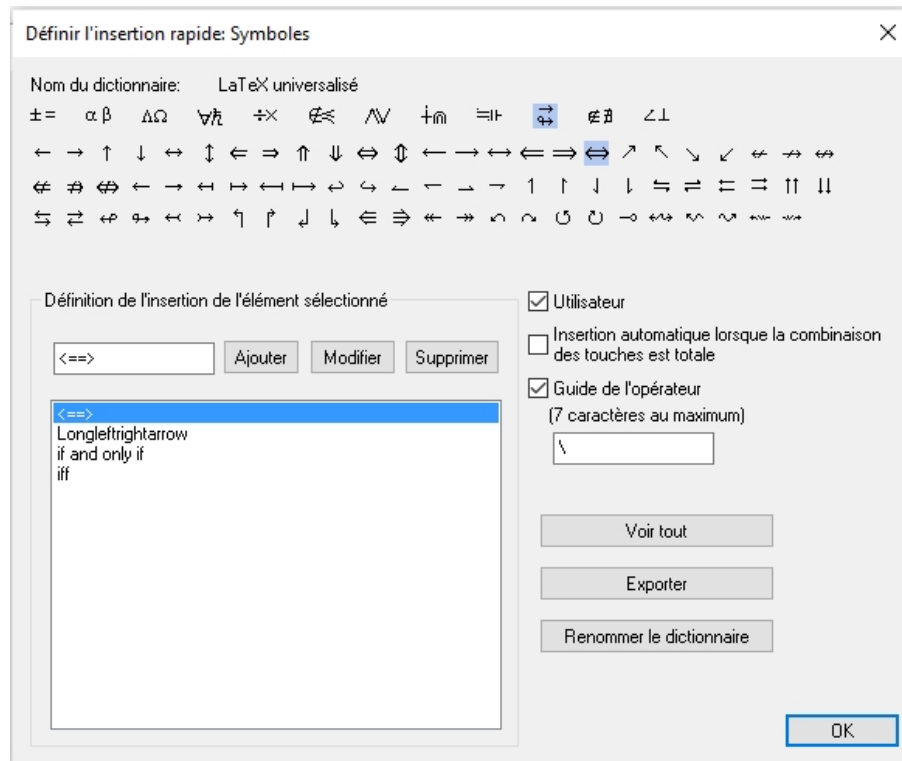 Définir l'insertion rapide: Symboles
Nom du dictionnaire: LaTeX universalisé
±= αβ ΔΩ ∀ℏ ÷× ∉⋞ ⋀⋁ ∔⋒ ≒⊩ ∉∄ ∠⊥
← → ↑ ↓ ↔ ↕ ⇐ ⇒ ⇑ ⇓ ⇔ ⇕ ⟵ ⟶ ⟷ ⟸ ⟹ ⟺ ↗ ↖ ↘ ↙ ↚ ↛ ↮
Définition de l'insertion de l'élément sélectionné
<==> Ajouter Modifier Supprimer
<==>
Longleftrightarrow
if and only if
iff
Utilisateur
Insertion automatique lorsque la combinaison
des touches est totale
Guide de l'opérateur
(7 caractères au maximum)
\
Voir tout
Exporter
Renommer le dictionnaire
OK